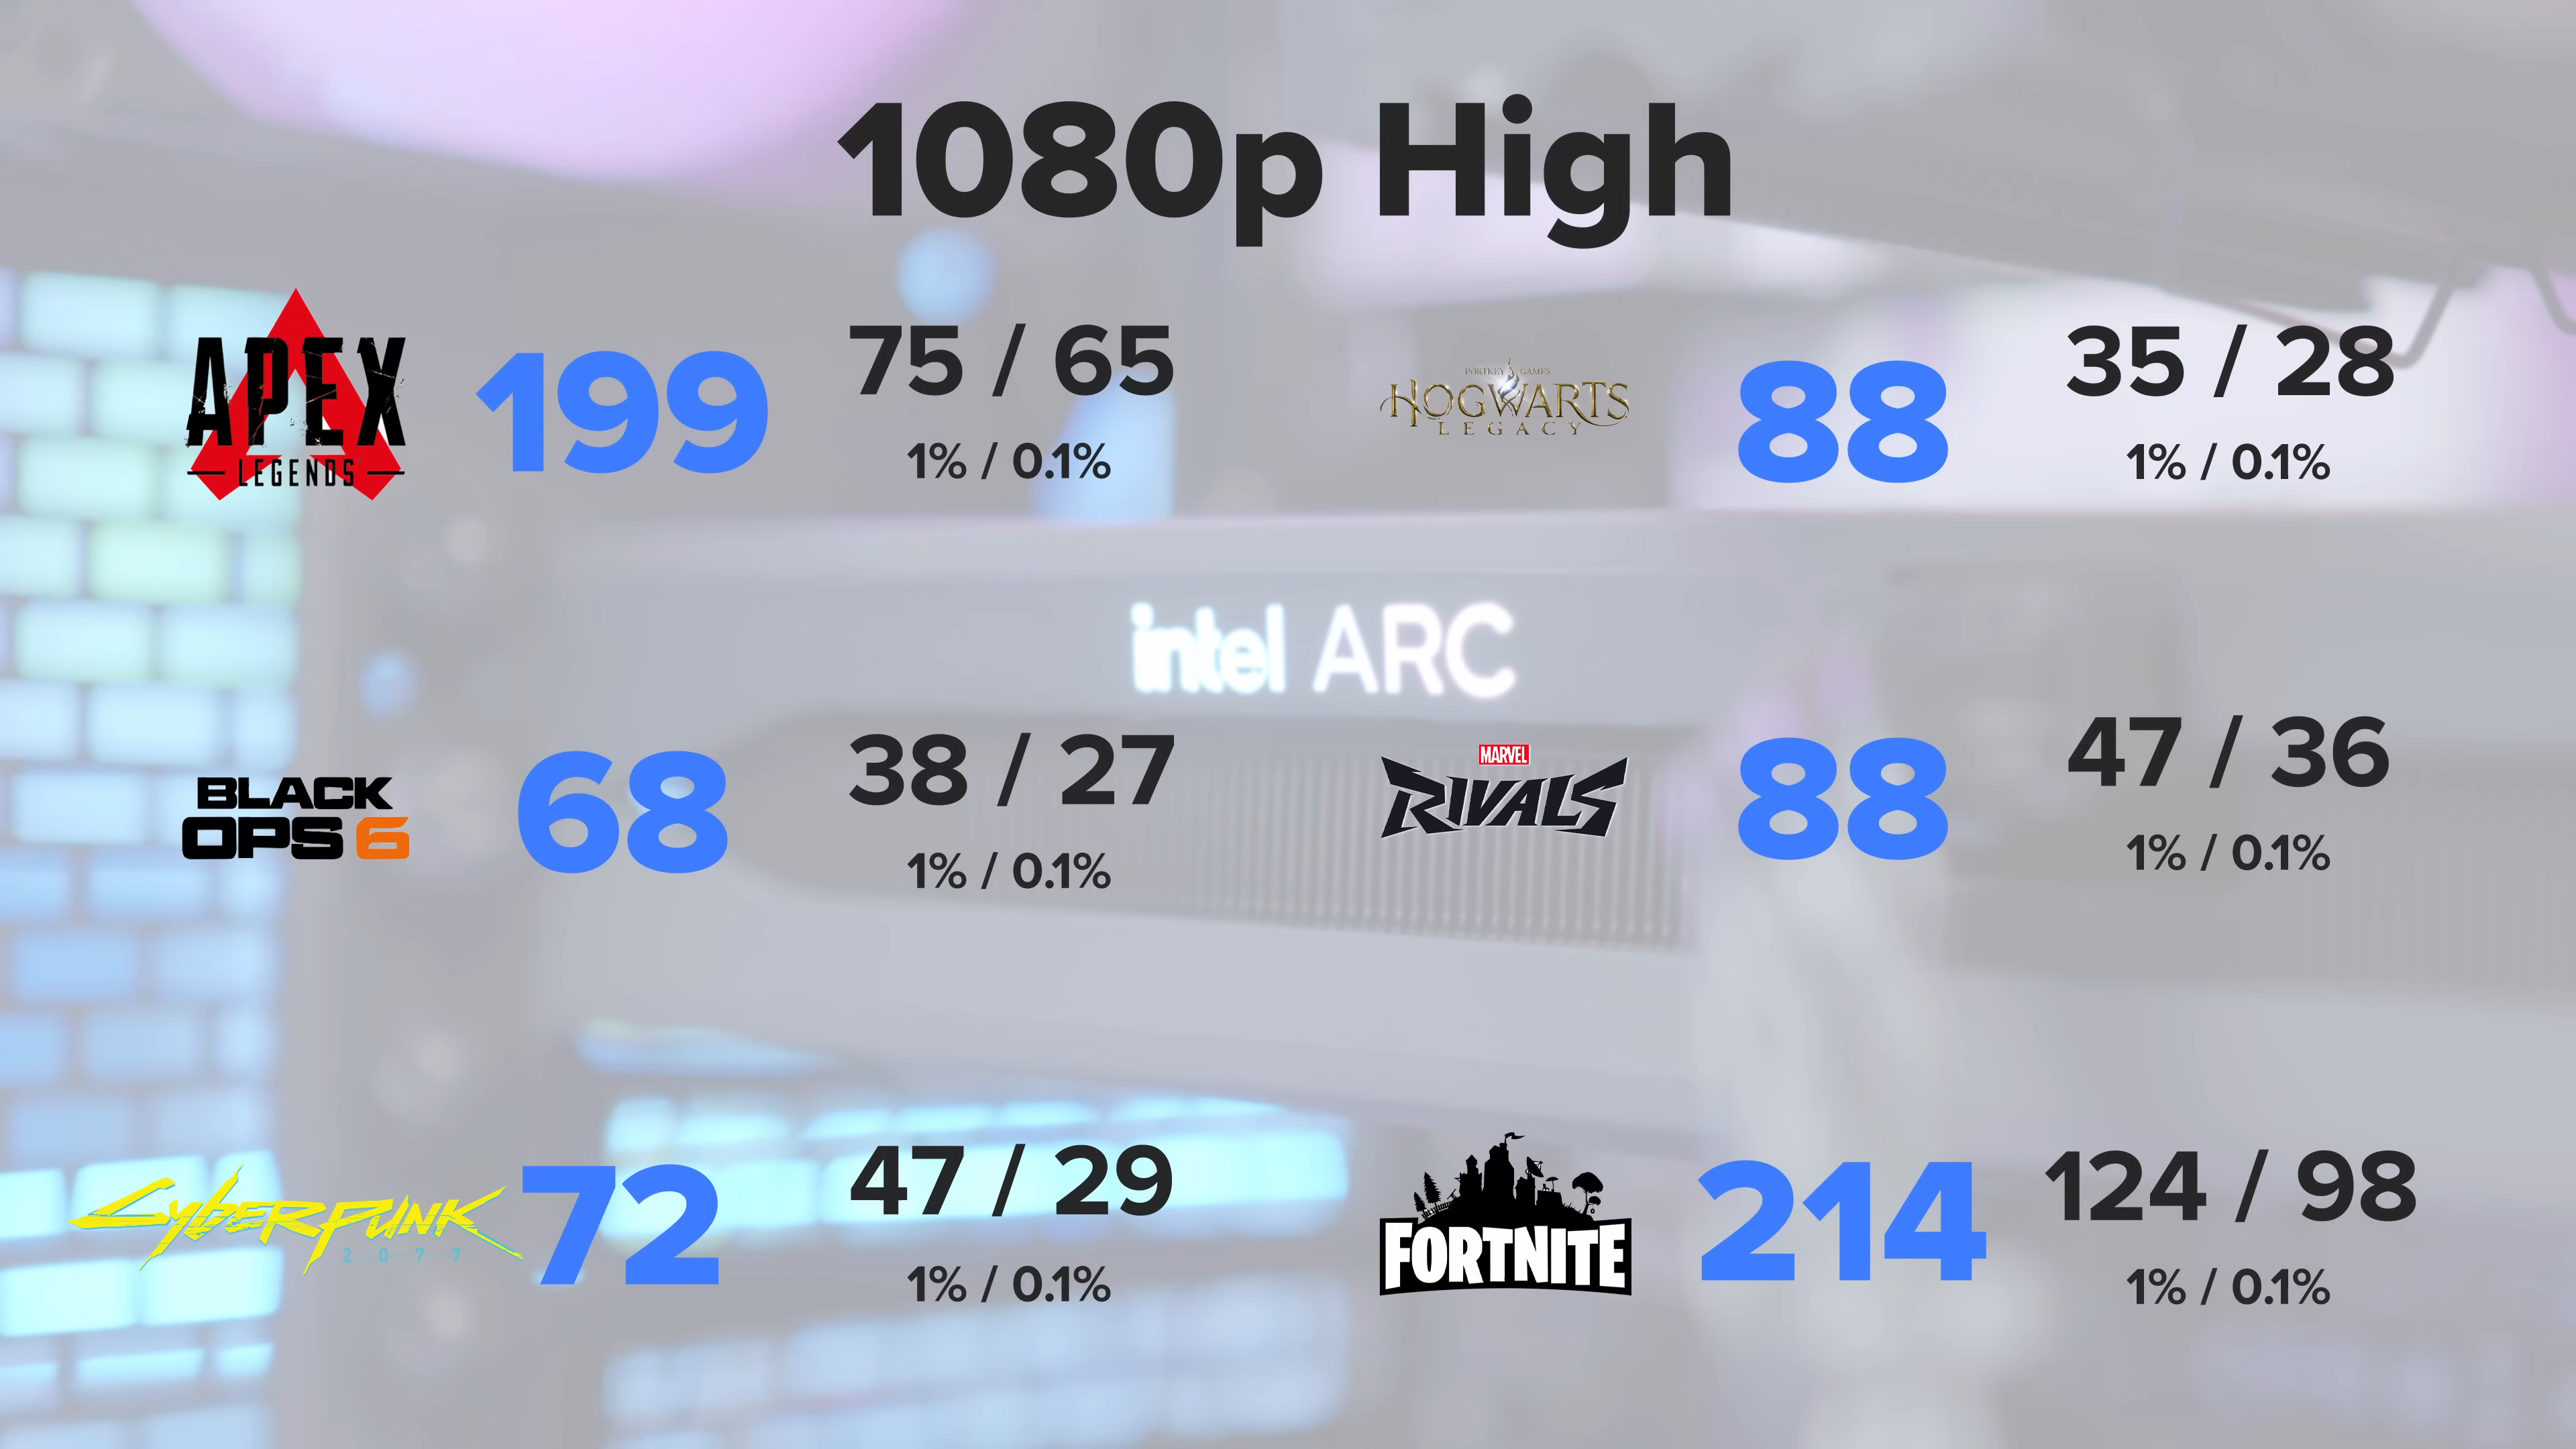 1080p High
APEX
LEGENDS
199
75 / 65
1% / 0.1%
PORTKEY GAMES
HOGWARTS
LEGACY
88
35 / 28
1% / 0.1%
intel ARC
BLACK
OPS 6
68
38 / 27
1% / 0.1%
MARVEL
RIVALS
88
47 / 36
1% / 0.1%
CYBERPUNK
2077
72
47 / 29
1% / 0.1%
FORTNITE
214
124 / 98
1% / 0.1%